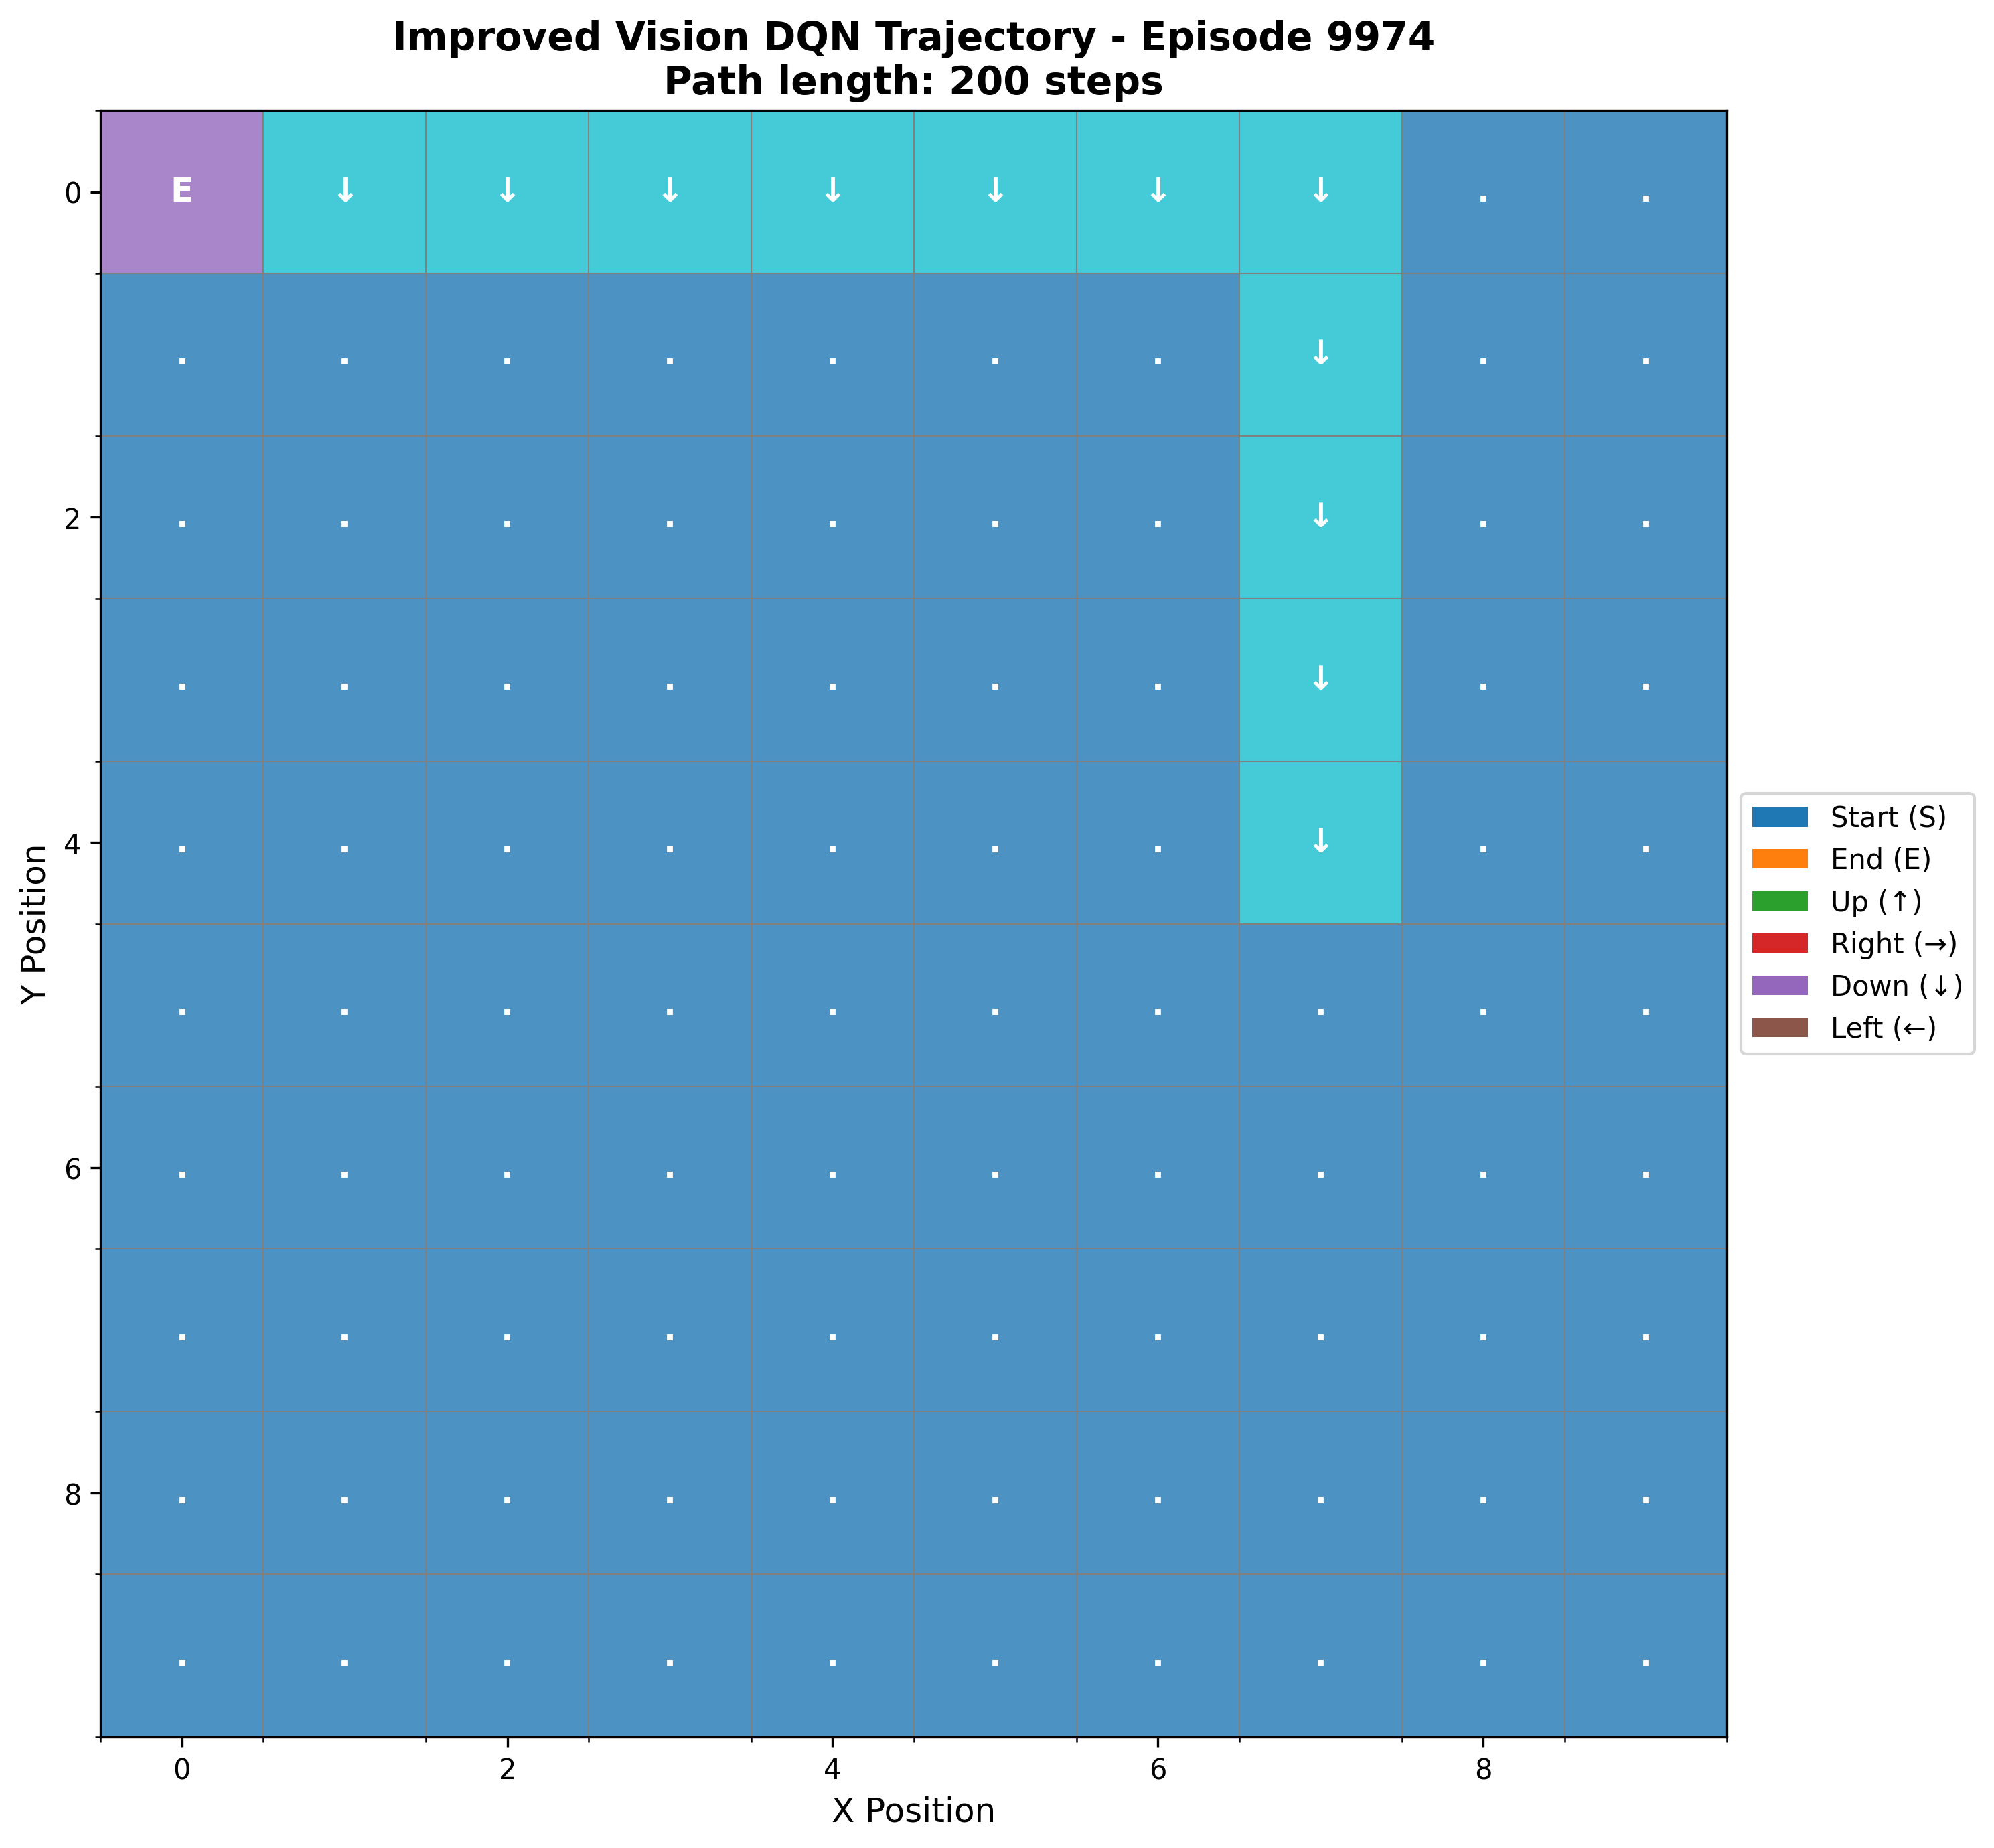 Improved Vision DQN Trajectory - Episode 9974
Path length: 200 steps
E ↓ ↓ ↓ ↓ ↓ ↓ ↓ . .
. . . . . . . ↓ . .
. . . . . . . ↓ . .
. . . . . . . ↓ . .
. . . . . . . ↓ . .
. . . . . . . . . .
. . . . . . . . . .
. . . . . . . . . .
. . . . . . . . . .
. . . . . . . . . .
0
2
4
6
8
Y Position
0 2 4 6 8
X Position
Start (S)
End (E)
Up (↑)
Right (→)
Down (↓)
Left (←)